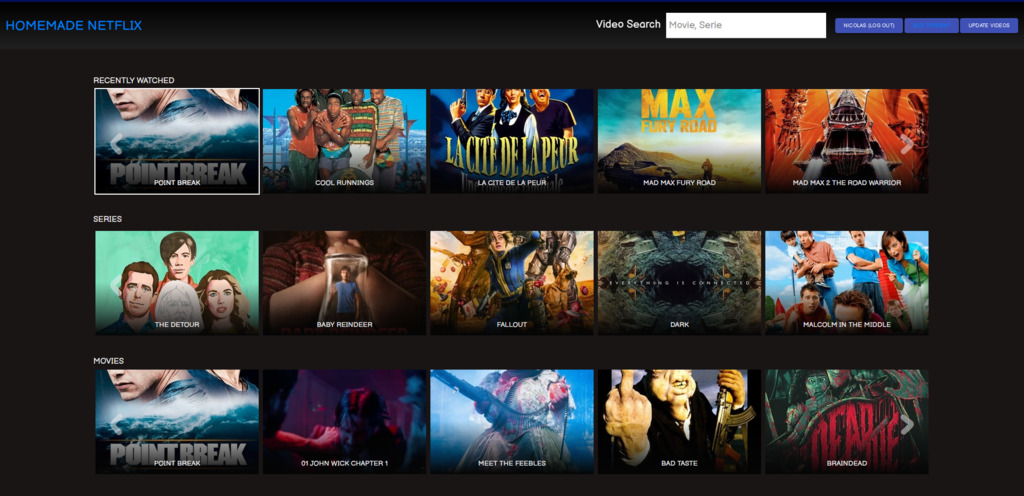 HOMEMADE NETFLIX
Video Search
Movie, Serie
NICOLAS (LOG OUT)
UPDATE VIDEOS
RECENTLY WATCHED
POINT BREAK
POINT BREAK
COOL RUNNINGS
LA CITE DE LA PEUR
LA CITE DE LA PEUR
MAX
FURY ROAD
MAD MAX FURY ROAD
MAD MAX 2 THE ROAD WARRIOR
SERIES
THE DETOUR
BABY REINDEER
FALLOUT
EVERYTHING IS CONNECTED
DARK
MALCOLM IN THE MIDDLE
MOVIES
POINT BREAK
POINT BREAK
01 JOHN WICK CHAPTER 1
MEET THE FEEBLES
BAD TASTE
BRAINDEAD